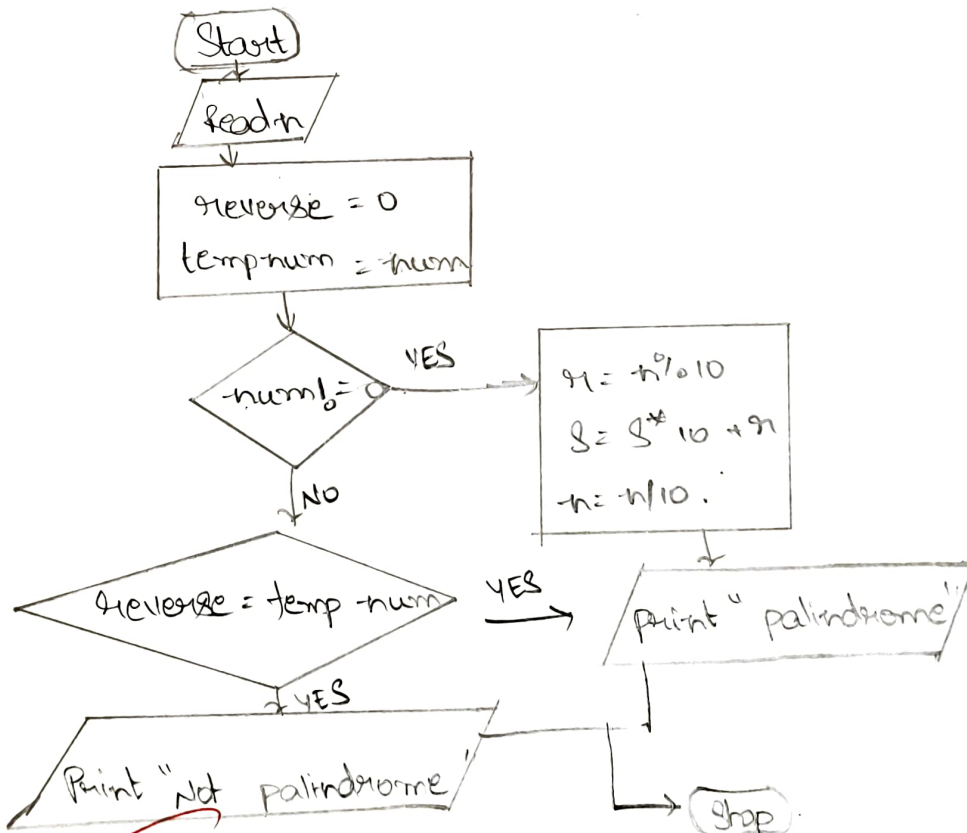 Start
Read n
reverse = 0
temp num = num
num != 0
YES
r = n % 10
S = S * 10 + r
n = n/10.
NO
reverse = temp num
YES
print "palindrome"
YES
Print "Not palindrome"
Stop